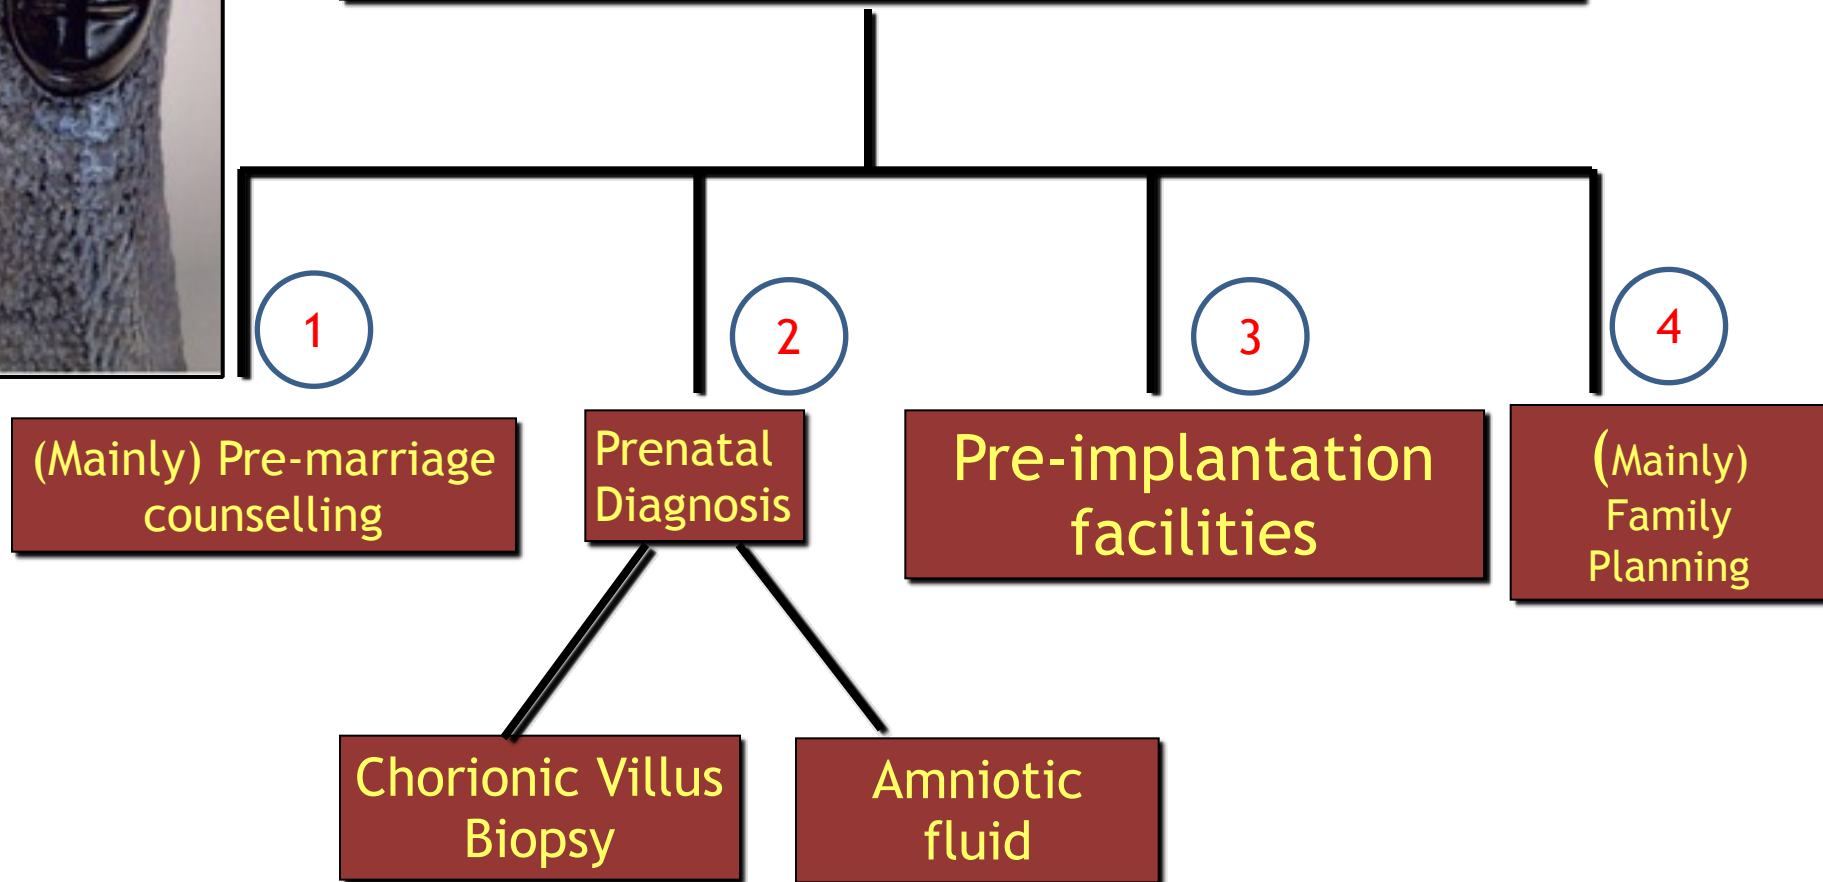 1
2
3
4
(Mainly) Pre-marriage
counselling
Prenatal
Diagnosis
Pre-implantation
facilities
(Mainly)
Family
Planning
Chorionic Villus
Biopsy
Amniotic
fluid